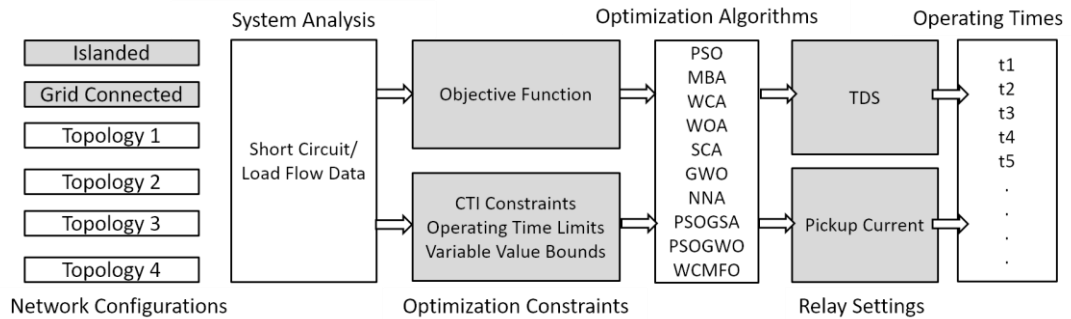 System Analysis
Optimization Algorithms
Operating Times
Islanded
Grid Connected
Topology 1
Topology 2
Topology 3
Topology 4
Network Configurations
Short Circuit/
Load Flow Data
Objective Function
CTI Constraints
Operating Time Limits
Variable Value Bounds
Optimization Constraints
PSO
MBA
WCA
WOA
SCA
GWO
NNA
PSOGSA
PSOGWO
WCMFO
TDS
Pickup Current
Relay Settings
t1
t2
t3
t4
t5
.
.
.
.